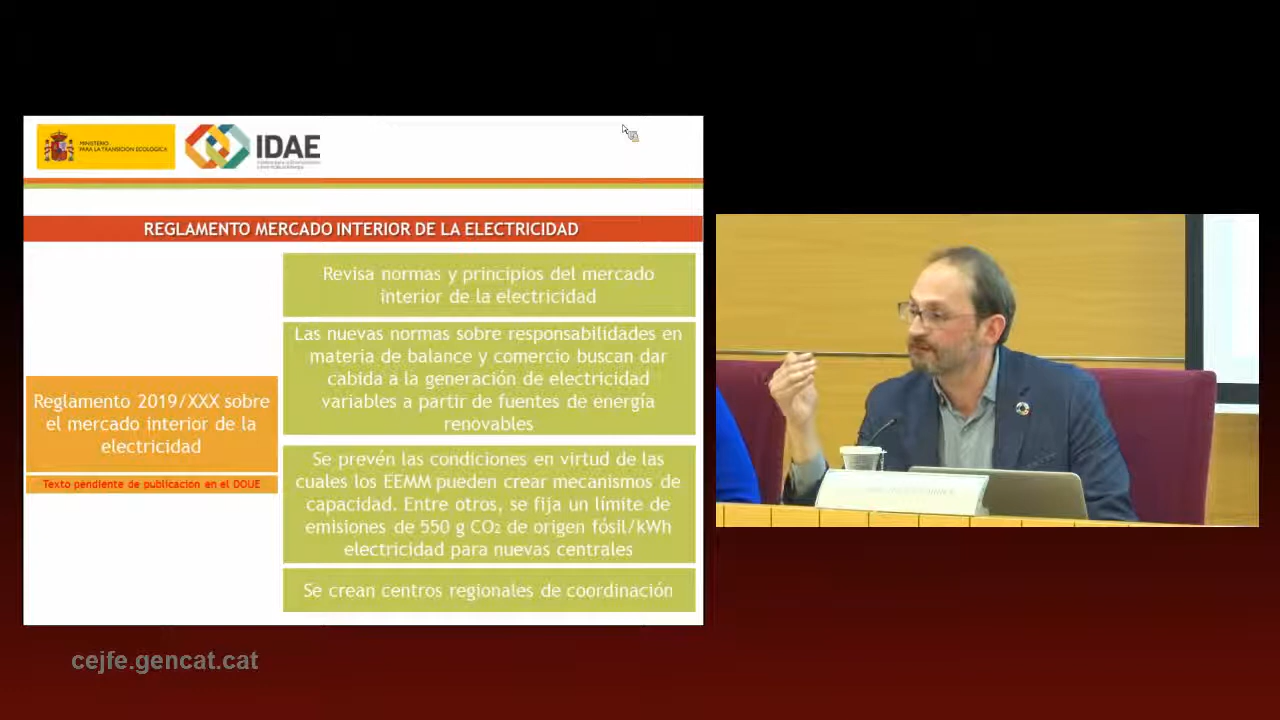 MINISTERIO
PARA LA TRANSICIÓN ECOLÓGICA
IDAE
REGLAMENTO MERCADO INTERIOR DE LA ELECTRICIDAD
Reglamento 2019/XXX sobre
el mercado interior de la
electricidad
Texto pendiente de publicación en el DOUE
Revisa normas y principios del mercado
interior de la electricidad
Las nuevas normas sobre responsabilidades en
materia de balance y comercio buscan dar
cabida a la generación de electricidad
variables a partir de fuentes de energía
renovables
Se prevén las condiciones en virtud de las
cuales los EEMM pueden crear mecanismos de
capacidad. Entre otros, se fija un límite de
emisiones de 550 g CO₂ de origen fósil/kWh
electricidad para nuevas centrales
Se crean centros regionales de coordinación
cejfe.gencat.cat